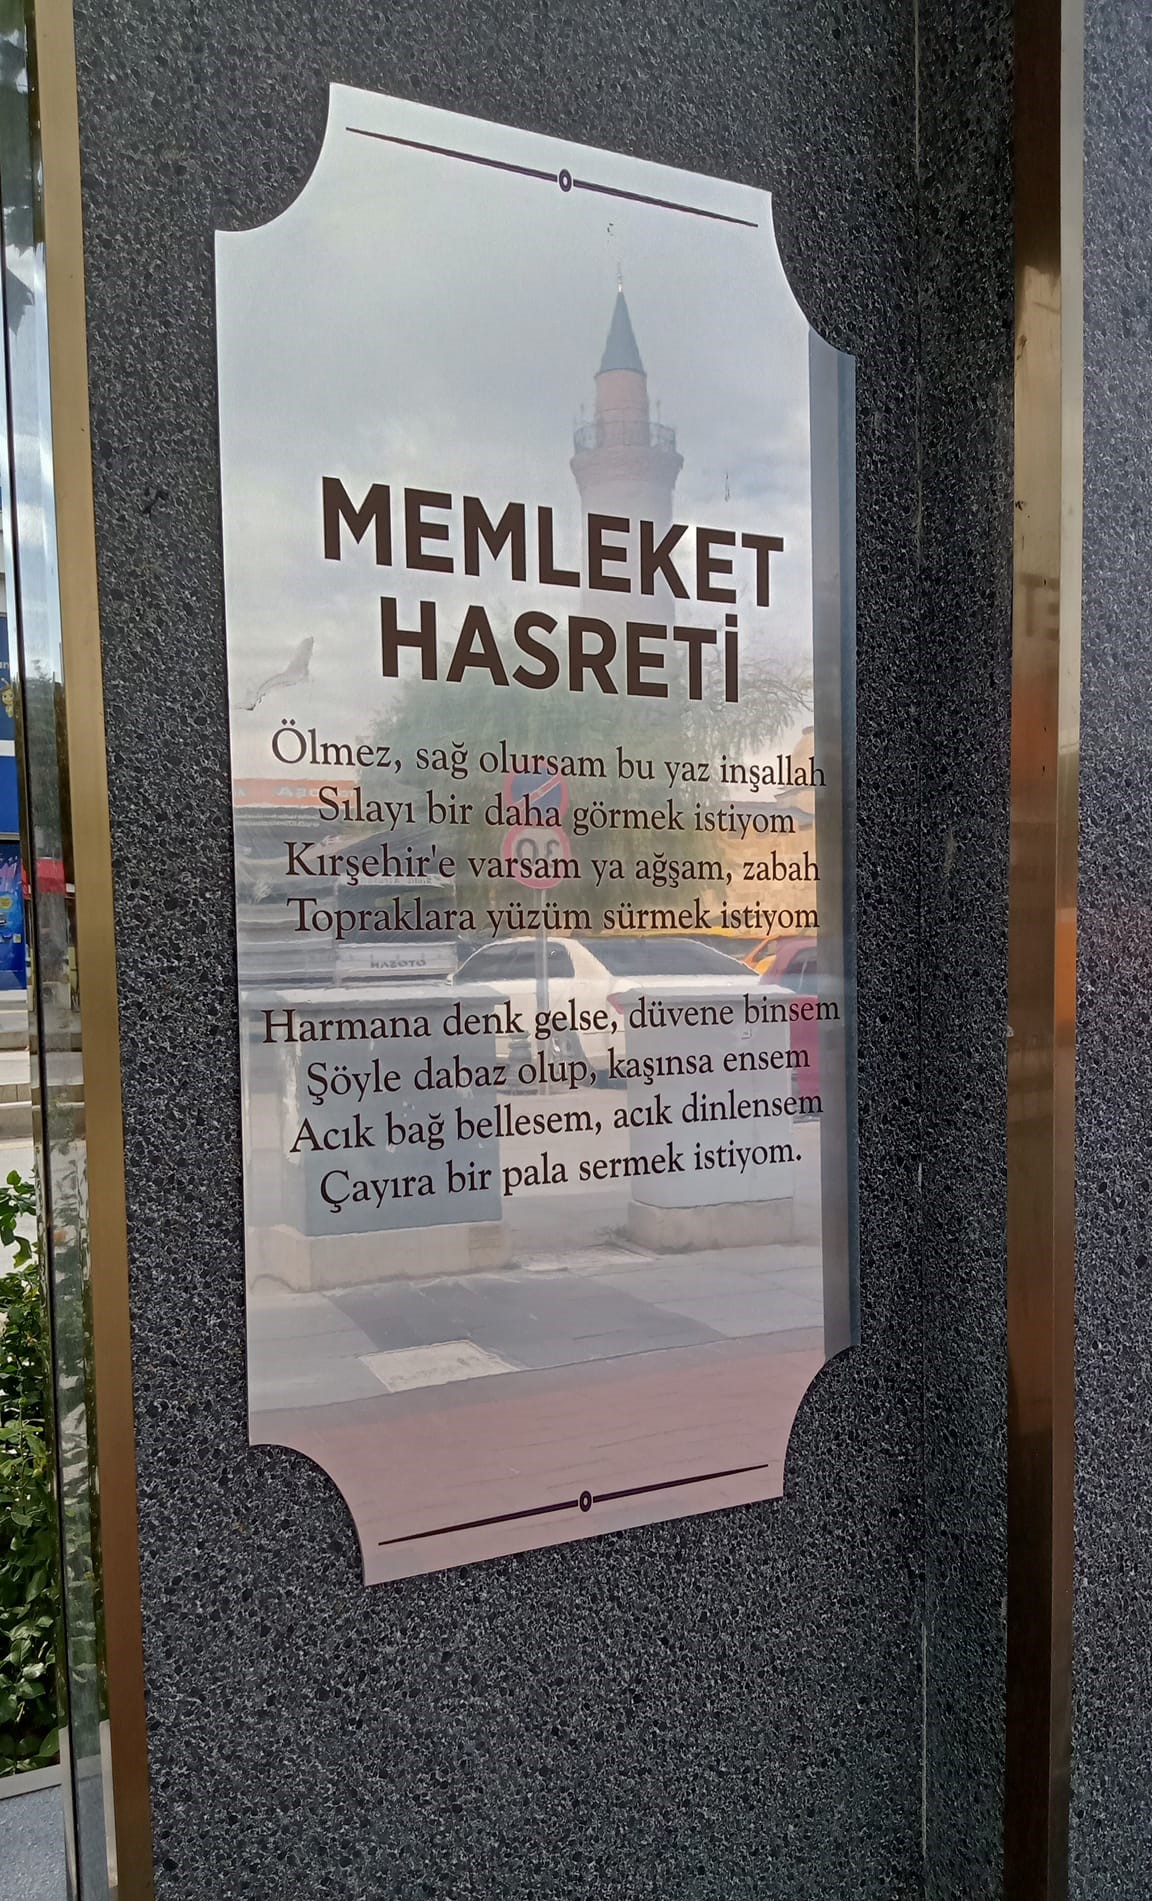 MEMLEKET
HASRETİ
Ölmez, sağ olursam bu yaz inşallah
Sılayı bir daha görmek istiyom
Kırşehir'e varsam ya ağşam, zabah
Topraklara yüzüm sürmek istiyom
Harmana denk gelse, düvene binsem
Şöyle dabaz olup, kaşınsa ensem
Acık bağ bellesem, acık dinlensem
Çayıra bir pala sermek istiyom.
30